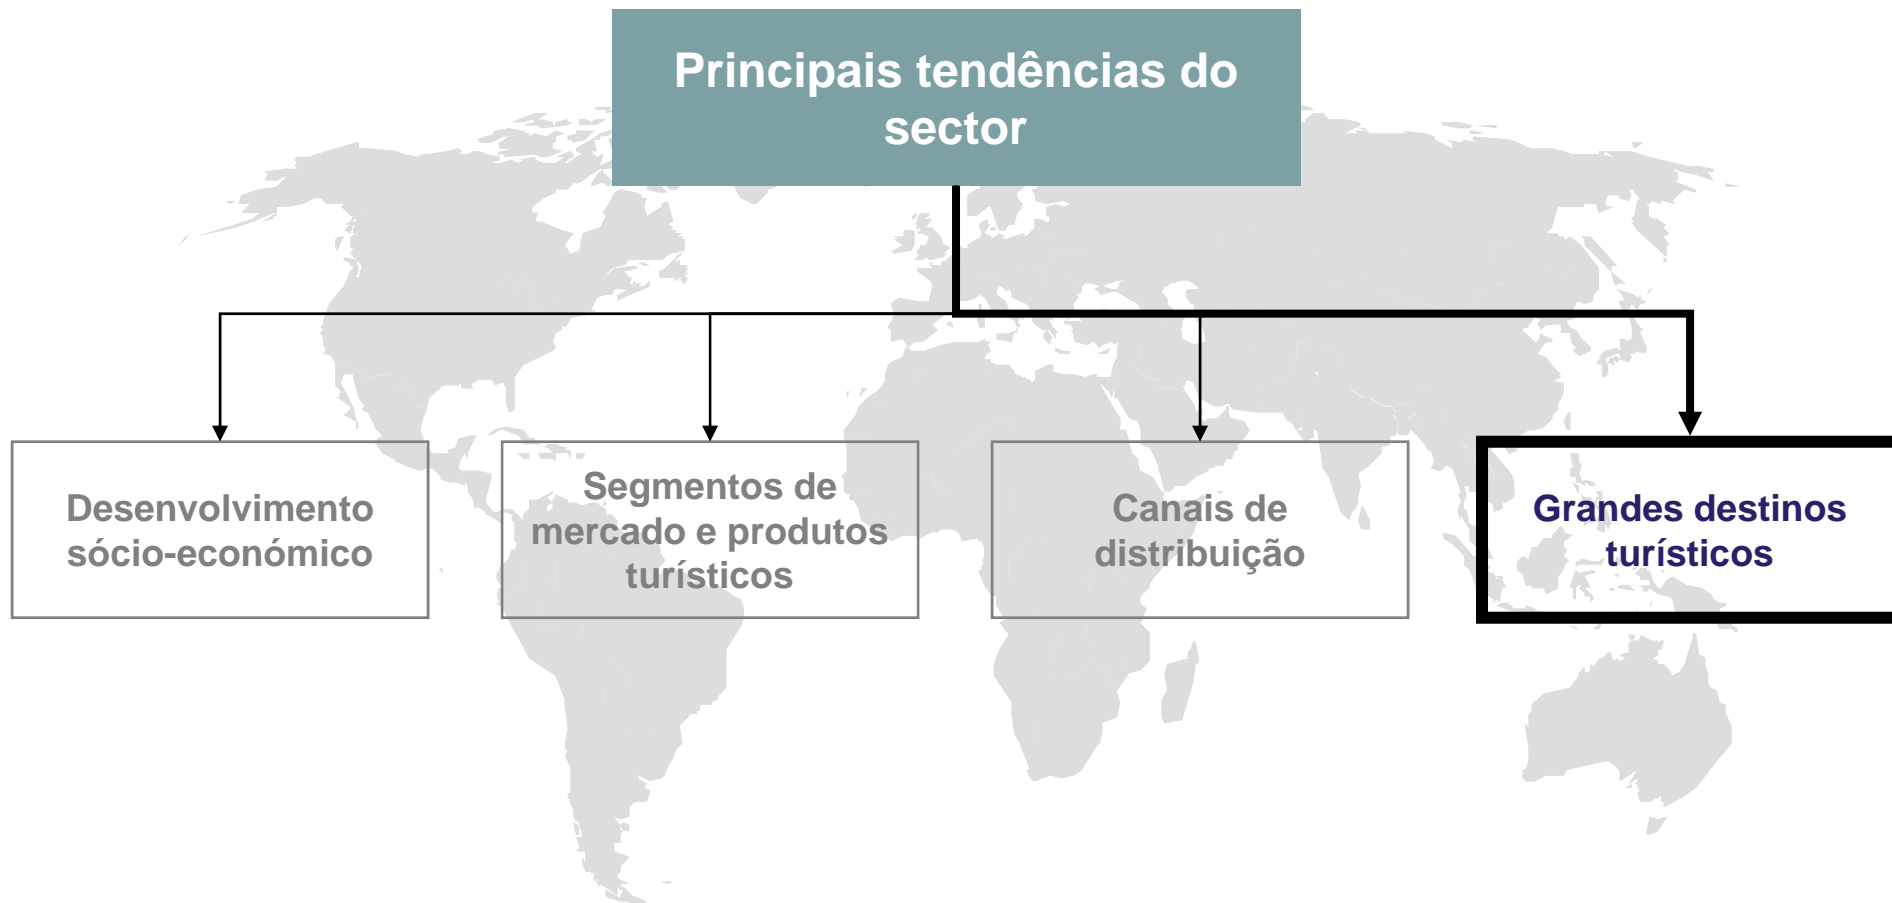 Principais tendências do
sector
Desenvolvimento
sócio-económico
Segmentos de
mercado e produtos
turísticos
Canais de
distribuição
Grandes destinos
turísticos